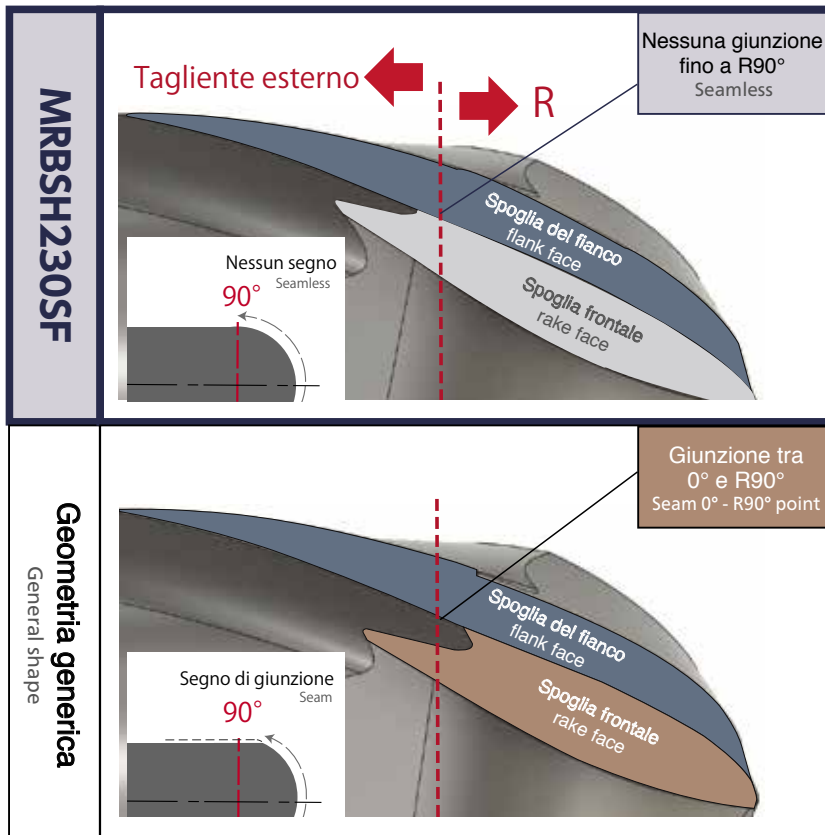 MRBSH230SF
Tagliente esterno
R
Nessuna giunzione
fino a R90°
Seamless
Spoglia del fianco
flank face
Spoglia frontale
rake face
Nessun segno
Seamless
90°
Geometria generica
General shape
Giunzione tra
0° e R90°
Seam 0° - R90° point
Spoglia del fianco
flank face
Spoglia frontale
rake face
Segno di giunzione
Seam
90°